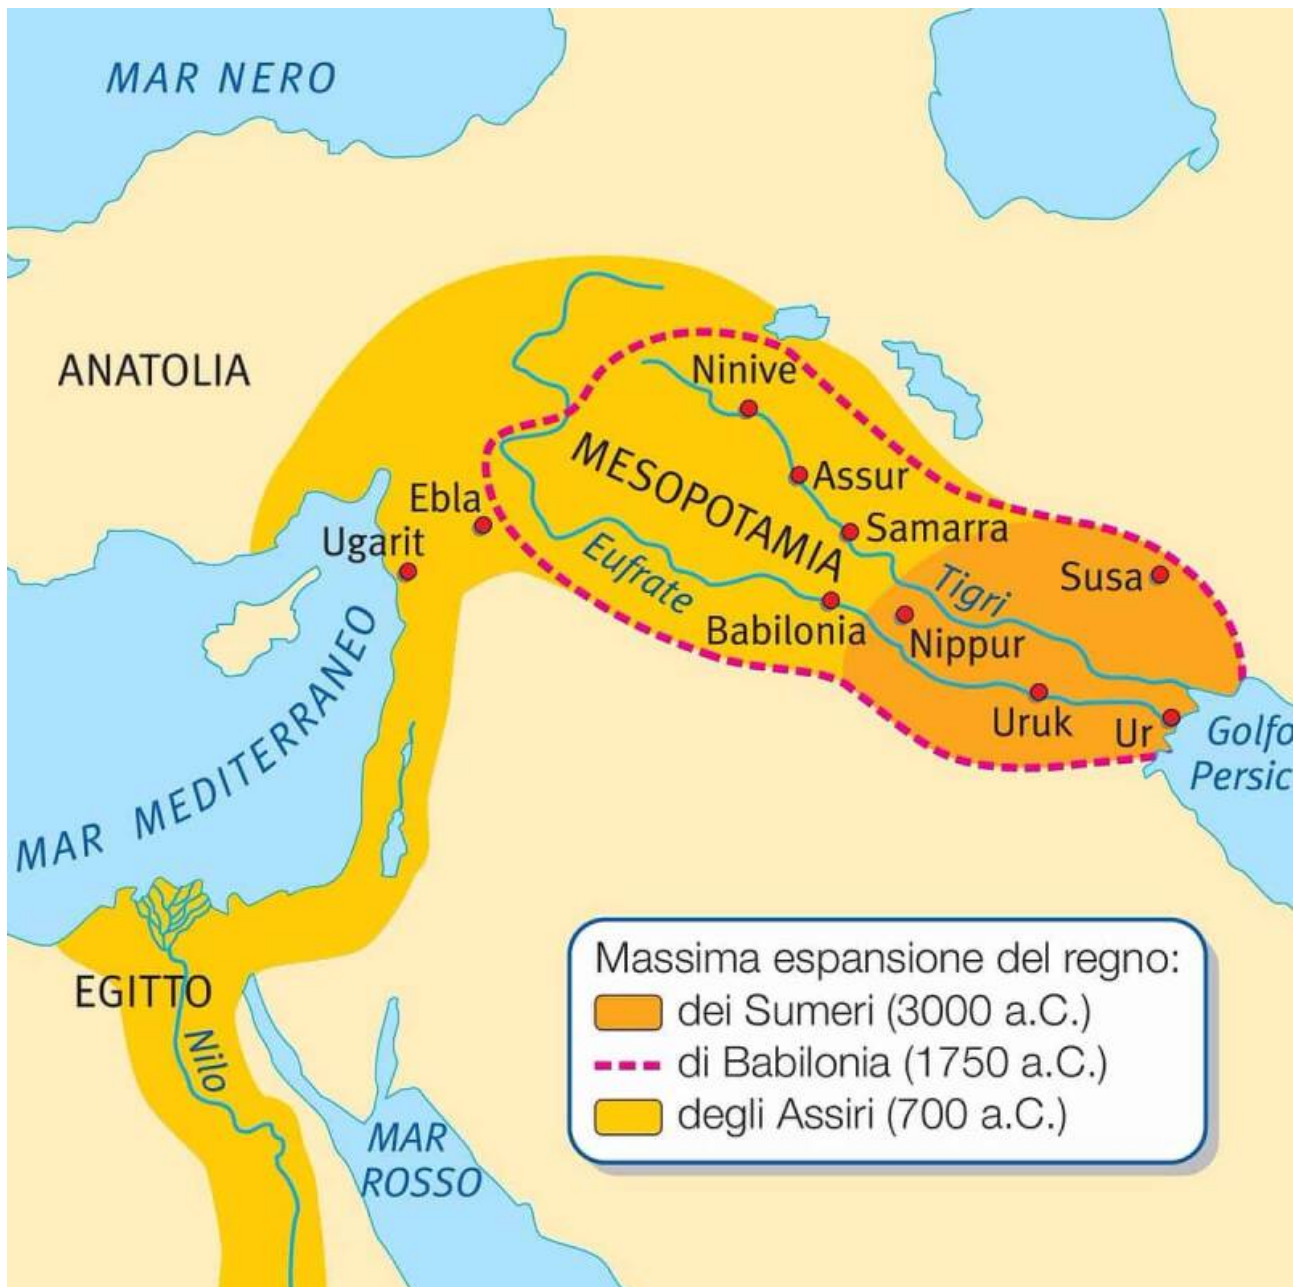 MAR NERO
ANATOLIA
Ninive
MESOPOTAMIA
Assur
Ebla
Samarra
Ugarit
Eufrate
Tigri
Susa
Babilonia
Nippur
Uruk
Ur
Golfo
Persic
MAR MEDITERRANEO
EGITTO
Nilo
MAR
ROSSO
Massima espansione del regno:
dei Sumeri (3000 a.C.)
di Babilonia (1750 a.C.)
degli Assiri (700 a.C.)